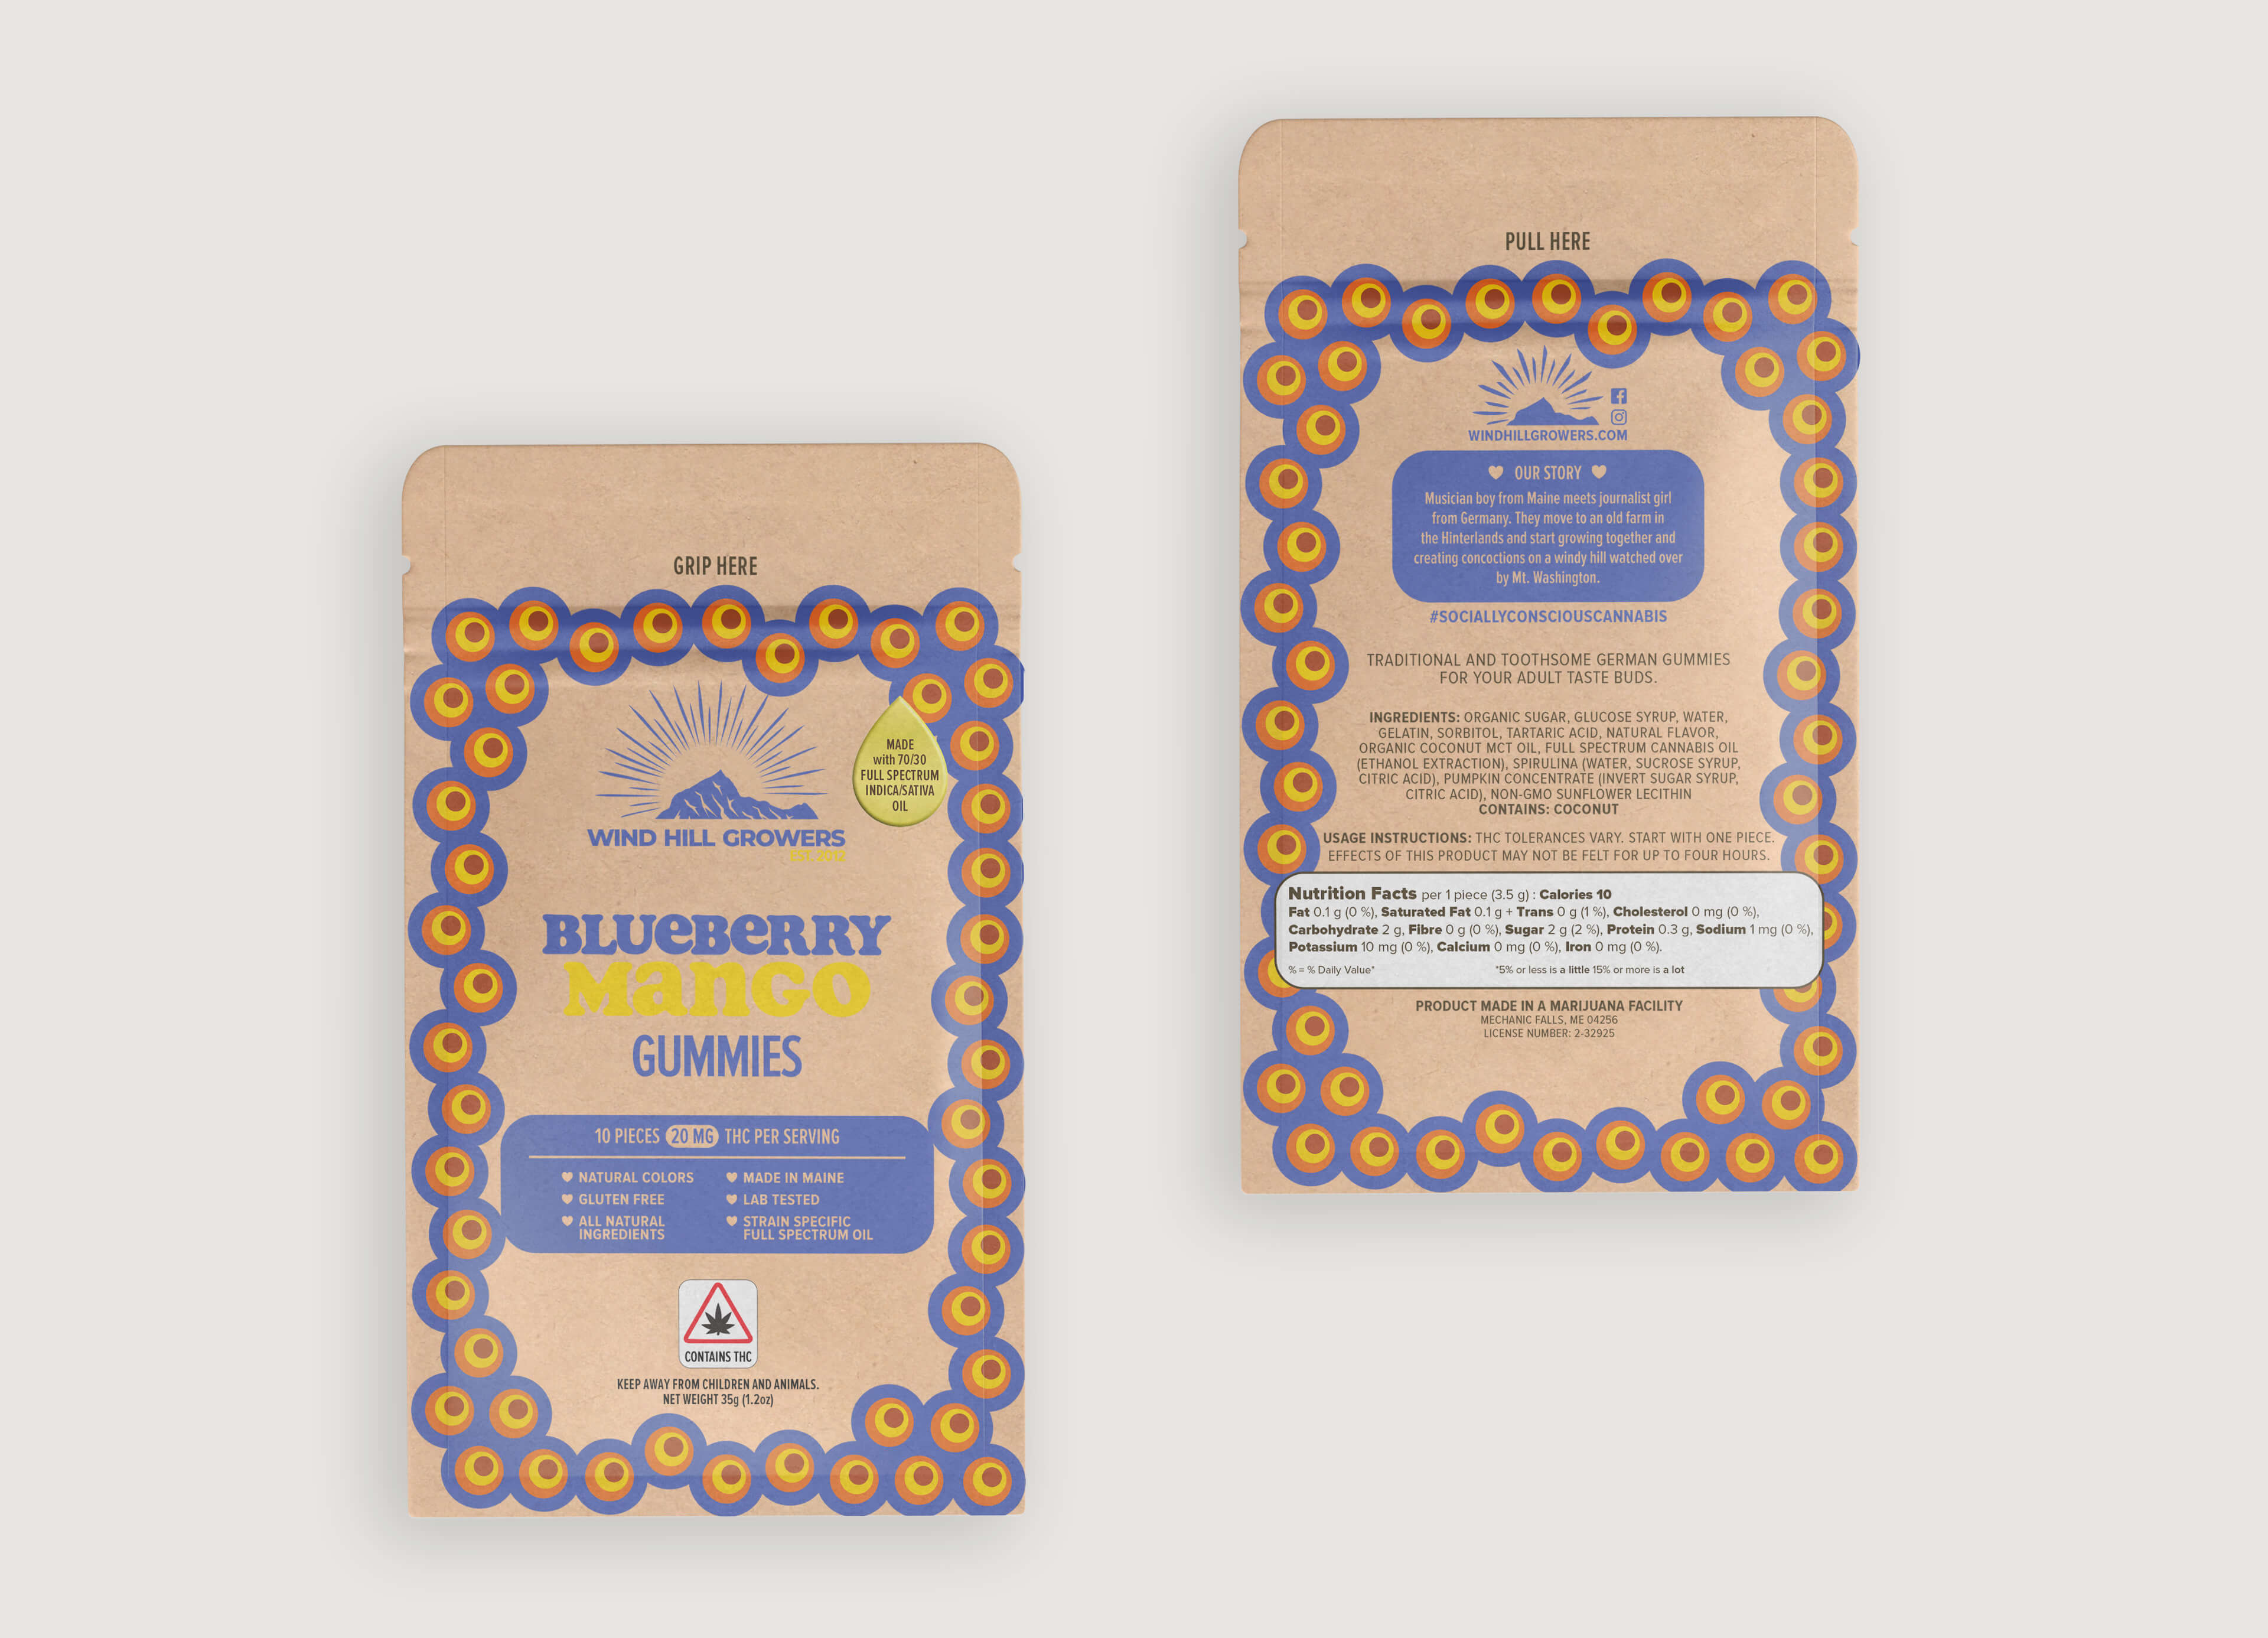 GRIP HERE
MADE
with 70/30
FULL SPECTRUM
INDICA/SATIVA
OIL
WIND HILL GROWERS
EST. 2012
BLUEBERRY
MANGO
GUMMIES
10 PIECES 20 MG THC PER SERVING
NATURAL COLORS
GLUTEN FREE
ALL NATURAL
INGREDIENTS
MADE IN MAINE
LAB TESTED
STRAIN SPECIFIC
FULL SPECTRUM OIL
CONTAINS THC
KEEP AWAY FROM CHILDREN AND ANIMALS.
NET WEIGHT 35g (1.2oz)
PULL HERE
WINDHILLGROWERS.COM
OUR STORY
Musician boy from Maine meets journalist girl
from Germany. They move to an old farm in
the Hinterlands and start growing together and
creating concoctions on a windy hill watched over
by Mt. Washington.
#SOCIALLYCONSCIOUSCANNABIS
TRADITIONAL AND TOOTHSOME GERMAN GUMMIES
FOR YOUR ADULT TASTE BUDS.
INGREDIENTS: ORGANIC SUGAR, GLUCOSE SYRUP, WATER,
GELATIN, SORBITOL, TARTARIC ACID, NATURAL FLAVOR,
ORGANIC COCONUT MCT OIL, FULL SPECTRUM CANNABIS OIL
(ETHANOL EXTRACTION), SPIRULINA (WATER, SUCROSE SYRUP,
CITRIC ACID), PUMPKIN CONCENTRATE (INVERT SUGAR SYRUP,
CITRIC ACID), NON-GMO SUNFLOWER LECITHIN
CONTAINS: COCONUT
USAGE INSTRUCTIONS: THC TOLERANCES VARY. START WITH ONE PIECE.
EFFECTS OF THIS PRODUCT MAY NOT BE FELT FOR UP TO FOUR HOURS.
Nutrition Facts per 1 piece (3.5 g) : Calories 10
Fat 0.1 g (0 %), Saturated Fat 0.1 g + Trans 0 g (1 %), Cholesterol 0 mg (0 %),
Carbohydrate 2 g, Fibre 0 g (0 %), Sugar 2 g (2 %), Protein 0.3 g, Sodium 1 mg (0 %),
Potassium 10 mg (0 %), Calcium 0 mg (0 %), Iron 0 mg (0 %).
% = % Daily Value* *5% or less is a little 15% or more is a lot
PRODUCT MADE IN A MARIJUANA FACILITY
MECHANIC FALLS, ME 04256
LICENSE NUMBER: 2-32925